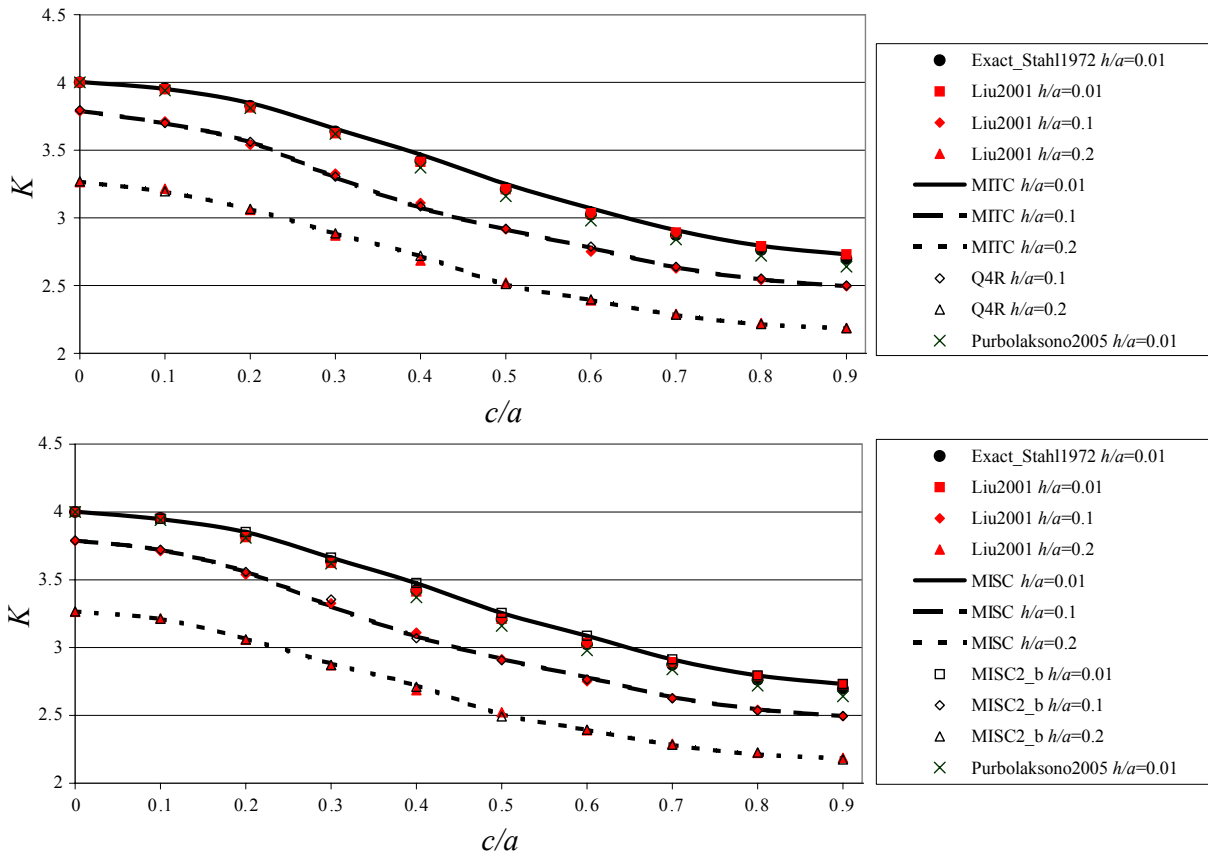 4.5
4
3.5
3
2.5
2
K
0 0.1 0.2 0.3 0.4 0.5 0.6 0.7 0.8 0.9
c/a
Exact_Stahl1972 h/a=0.01
Liu2001 h/a=0.01
Liu2001 h/a=0.1
Liu2001 h/a=0.2
MITC h/a=0.01
MITC h/a=0.1
MITC h/a=0.2
Q4R h/a=0.1
Q4R h/a=0.2
Purbolaksono2005 h/a=0.01
4.5
4
3.5
3
2.5
2
K
0 0.1 0.2 0.3 0.4 0.5 0.6 0.7 0.8 0.9
c/a
Exact_Stahl1972 h/a=0.01
Liu2001 h/a=0.01
Liu2001 h/a=0.1
Liu2001 h/a=0.2
MISC h/a=0.01
MISC h/a=0.1
MISC h/a=0.2
MISC2_b h/a=0.01
MISC2_b h/a=0.1
MISC2_b h/a=0.2
Purbolaksono2005 h/a=0.01